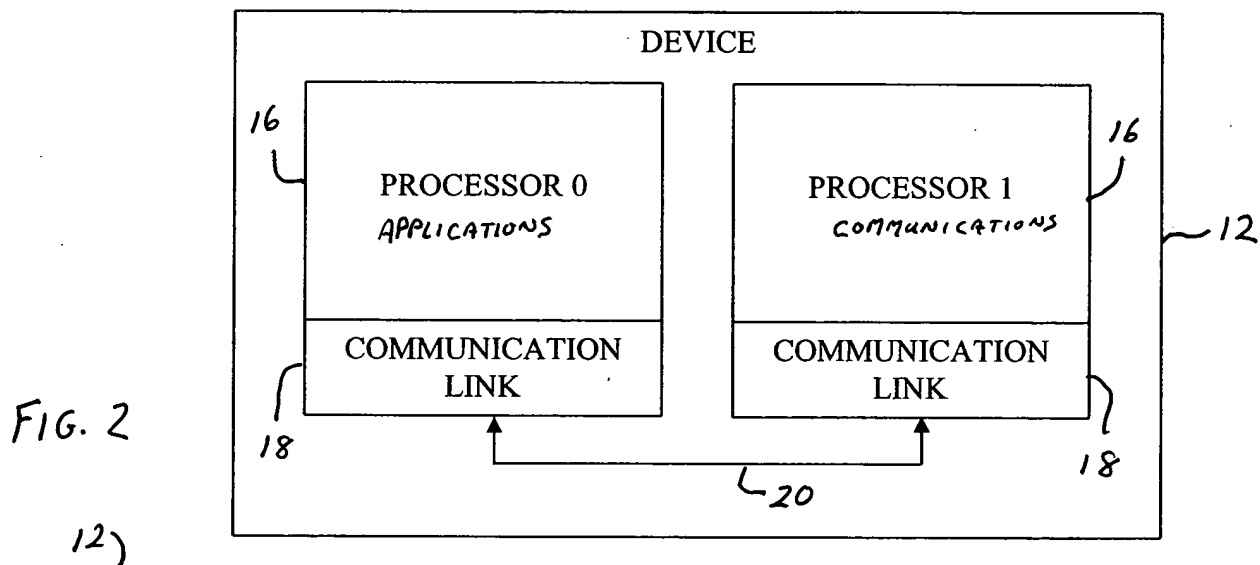 DEVICE
16
PROCESSOR 0
APPLICATIONS
PROCESSOR 1
COMMUNICATIONS
16
12
COMMUNICATION
LINK
COMMUNICATION
LINK
FIG. 2
18
18
20
12)